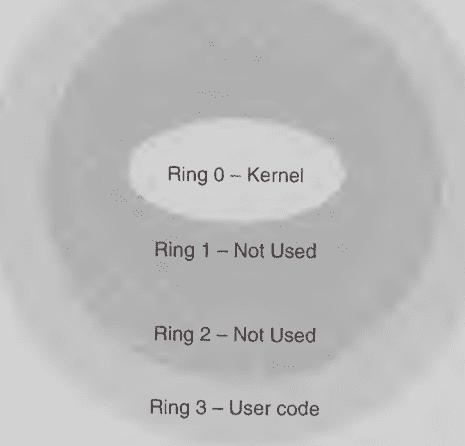 Ring 0 – Kernel
Ring 1 – Not Used
Ring 2 – Not Used
Ring 3 – User code